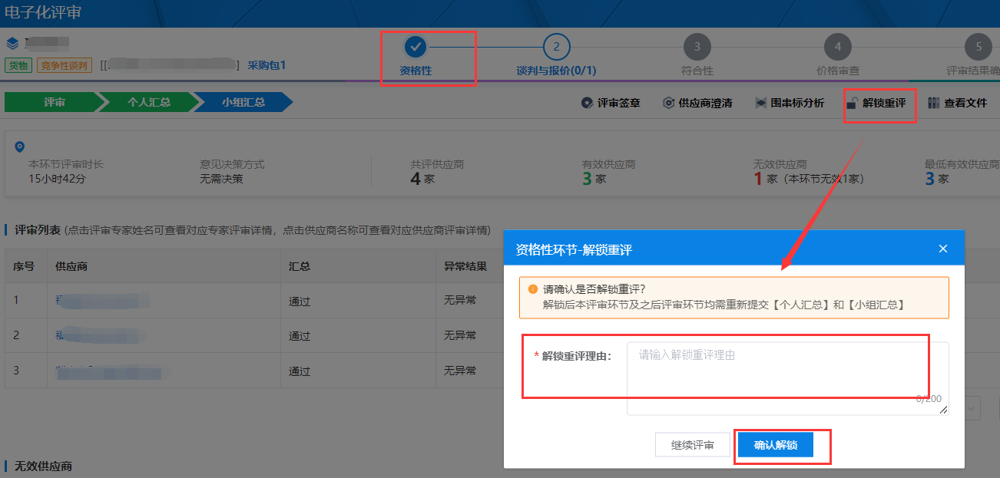 电子化评审
货物 竞争性谈判 [[ ] 采购包1
资格性
2
谈判与报价(0/1)
3
符合性
4
价格审查
5
评审结果确
评审 个人汇总 小组汇总
评审签章 供应商澄清 围串标分析 解锁重评 查看文件
本环节评审时长 意见决策方式 共评供应商 有效供应商 无效供应商 最低有效供应商
15小时42分 无需决策 4 家 3 家 1 家（本环节无效1家） 3 家
评审列表 (点击评审专家姓名可查看对应专家评审详情，点击供应商名称可查看对应供应商评审详情)
序号 供应商 汇总 异常结果
1 通过 无异常
2 通过 无异常
3 通过 无异常
无效供应商
资格性环节-解锁重评
请确认是否解锁重评?
解锁后本评审环节及之后评审环节均需重新提交【个人汇总】和【小组汇总】
* 解锁重评理由：
请输入解锁重评理由
0/200
继续评审 确认解锁